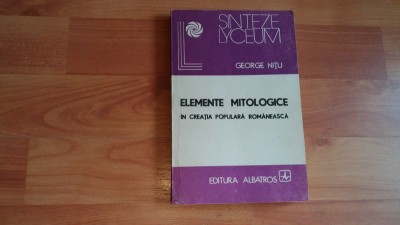 SINTEZE
LYCEUM
GEORGE NIȚU
ELEMENTE MITOLOGICE
ÎN CREAȚIA POPULARĂ ROMÂNEASCĂ
EDITURA ALBATROS